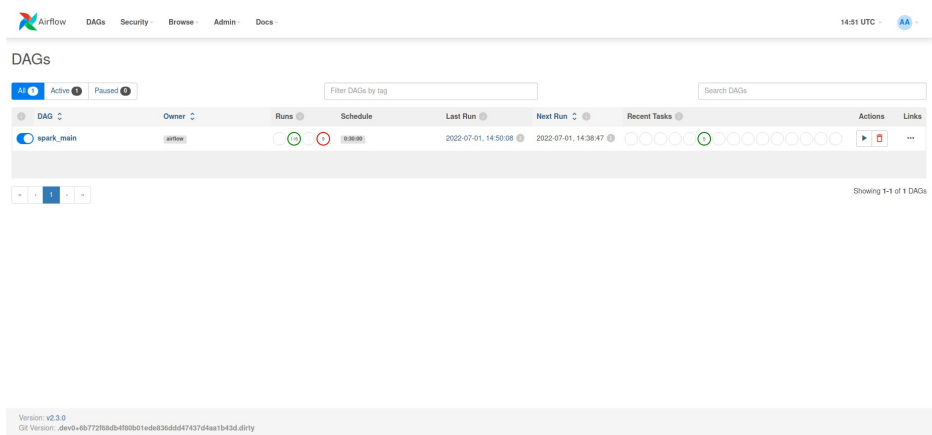 Airflow DAGs Security Browse Admin Docs 14:51 UTC AA
DAGs
All 1 Active 1 Paused 0 Filter DAGs by tag Search DAGs
DAG Owner Runs Schedule Last Run Next Run Recent Tasks Actions Links
spark_main airflow 5 0:30:00 2022-07-01, 14:50:08 2022-07-01, 14:38:47 5
« ‹ 1 › » Showing 1-1 of 1 DAGs
Version: v2.3.0
Git Version: .dev0+6b772f68db4f80b01ede836ddd47437d4aa1b43d.dirty